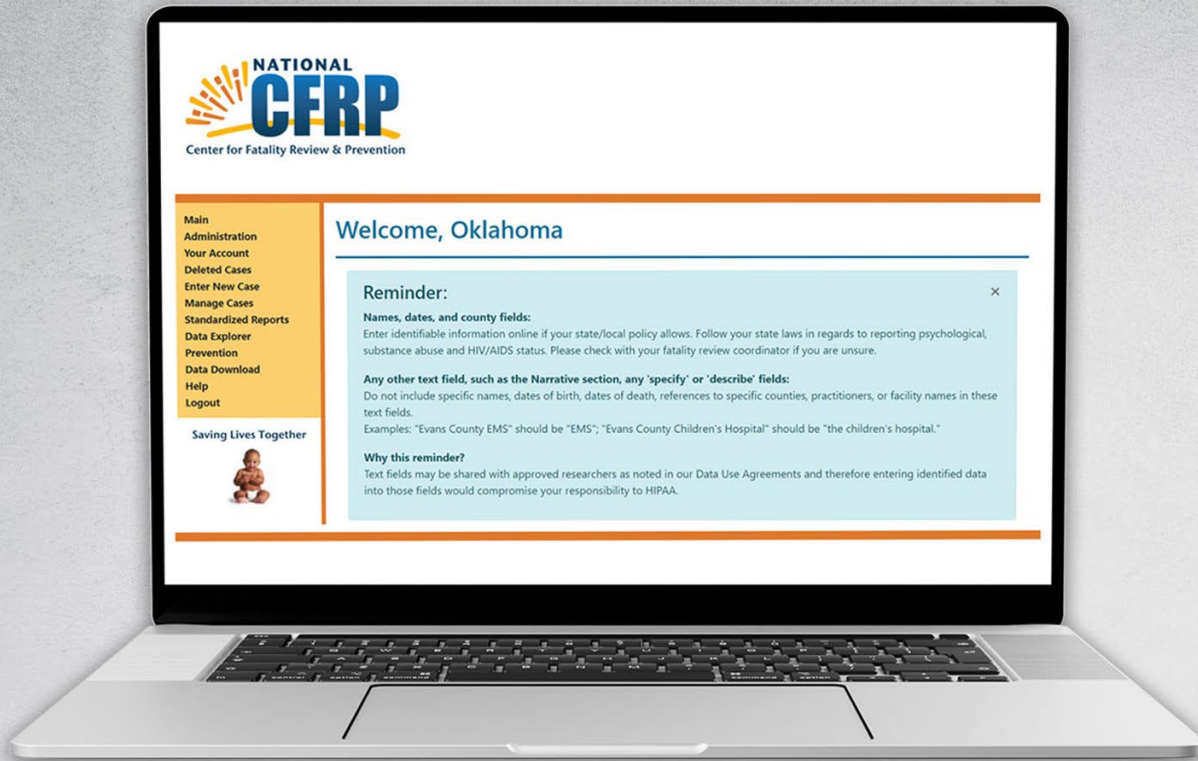 NATIONAL
CFRP
Center for Fatality Review & Prevention
Main
Administration
Your Account
Deleted Cases
Enter New Case
Manage Cases
Standardized Reports
Data Explorer
Prevention
Data Download
Help
Logout
Saving Lives Together
Welcome, Oklahoma
Reminder:
×
Names, dates, and county fields:
Enter identifiable information online if your state/local policy allows. Follow your state laws in regards to reporting psychological,
substance abuse and HIV/AIDS status. Please check with your fatality review coordinator if you are unsure.
Any other text field, such as the Narrative section, any 'specify' or 'describe' fields:
Do not include specific names, dates of birth, dates of death, references to specific counties, practitioners, or facility names in these
text fields.
Examples: "Evans County EMS" should be "EMS"; "Evans County Children's Hospital" should be "the children's hospital."
Why this reminder?
Text fields may be shared with approved researchers as noted in our Data Use Agreements and therefore entering identified data
into those fields would compromise your responsibility to HIPAA.